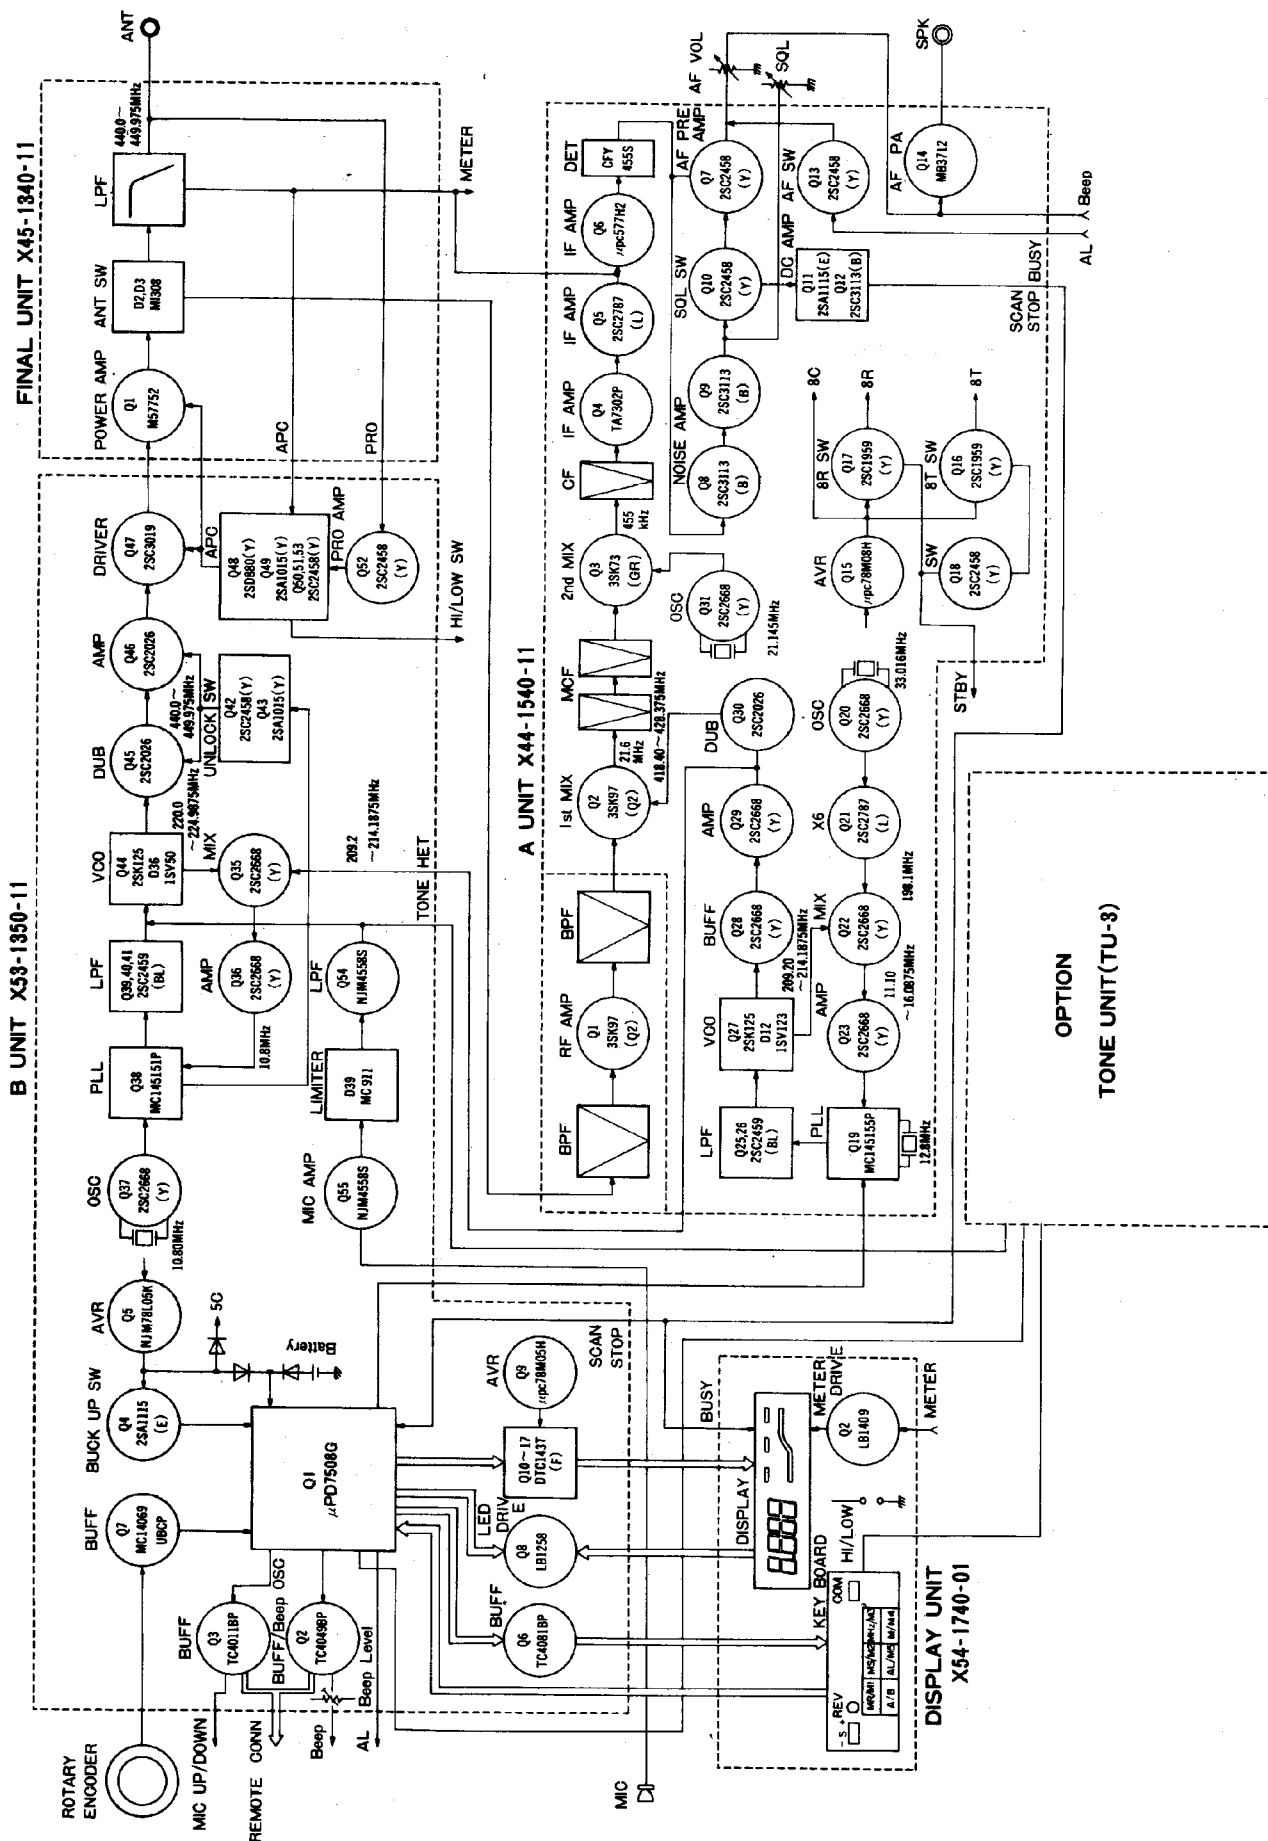 FINAL UNIT X45-1340-11
ANT
440.0~
449.975MHz
LPF
ANT SW
D2,D3
MI308
POWER AMP
Q1
M57752
METER
APC
PRO
B UNIT X53-1350-11
DRIVER
Q47
2SC3019
AMP
Q46
2SC2026
DUB
Q45
2SC2026
440.0~
449.975MHz
APC
Q48
2SD880(Y)
Q49
2SA1015(Y)
Q50,51,53
2SC2458(Y)
PRO AMP
Q52
2SC2458
(Y)
HI/LOW SW
UNLOCK SW
Q42
2SC2458(Y)
Q43
2SA1015(Y)
VCO
Q44
2SK125
D36
1SV50
220.0
~224.9875MHz
MIX
Q35
2SC2668
(Y)
209.2
~214.1875MHz
TONE HET
LPF
Q39,40,41
2SC2459
(BL)
AMP
Q36
2SC2668
(Y)
10.8MHz
LPF
Q54
NJM4558S
PLL
Q38
MC145151P
LIMITER
D39
MC911
OSC
Q37
2SC2668
(Y)
10.80MHz
MIC AMP
Q55
NJM4558S
AVR
Q5
NJM78L05K
5C
Battery
BUCK UP SW
Q4
2SA1115
(E)
BUFF
Q7
MC14069
UBCP
Q1
μPD7508G
AVR
Q9
μpc78M05H
SCAN
STOP
Q10~17
DTC1437
(F)
LED
DRIVE
Q8
LB1258
BUFF
Q6
TC4081BP
BUFF
Q3
TC4011BP
BUFF/Beep OSC
Q2
TC4049BP
Beep Level
ROTARY
ENCODER
MIC UP/DOWN
REMOTE CONN
Beep
AL
MIC
A UNIT X44-1540-11
DET
CFY
455S
IF AMP
Q6
μpc577H2
IF AMP
Q5
2SC2787
(L)
IF AMP
Q4
TA7302P
CF
455
kHz
2nd MIX
Q3
3SK73
(GR)
OSC
Q31
2SC2668
(Y)
21.145MHz
MCF
21.6
MHz
1st MIX
Q2
3SK97
(Q2)
418.40~428.375MHz
BPF
RF AMP
Q1
3SK97
(Q2)
BPF
AF VOL
SQL
AF PRE
AMP
Q7
2SC2458
(Y)
AF SW
Q13
2SC2458
(Y)
SPK
AF PA
Q14
MB3712
Beep
AL
SQL SW
Q10
2SC2458
(Y)
DC AMP
Q11
2SA1115(E)
Q12
2SC3113(B)
BUSY
SCAN
STOP
NOISE AMP
Q9
2SC3113
(B)
Q8
2SC3113
(B)
8C
8R
8T
8R SW
Q17
2SC1959
(Y)
8T SW
Q16
2SC1959
(Y)
AVR
Q15
μpc78M08H
SW
Q18
2SC2458
(Y)
STBY
DUB
Q30
2SC2026
AMP
Q29
2SC2668
(Y)
BUFF
Q28
2SC2668
(Y)
209.20
~214.1875MHz
VCO
Q27
2SK125
D12
1SV123
LPF
Q25,26
2SC2459
(BL)
33.016MHz
OSC
Q20
2SC2668
(Y)
X6
Q21
2SC2787
(L)
198.1MHz
MIX
Q22
2SC2668
(Y)
11.10
~16.0875MHz
AMP
Q23
2SC2668
(Y)
PLL
Q19
MC145155P
12.8MHz
OPTION
TONE UNIT(TU-3)
BUSY
DISPLAY
METER
DRIVE
Q2
LB1409
METER
HI/LOW
KEY BOARD
COM
- S +
REV
MR/M1
MS/M2
MHz/M3
A/B
AL/M5
M/M4
DISPLAY UNIT
X54-1740-01